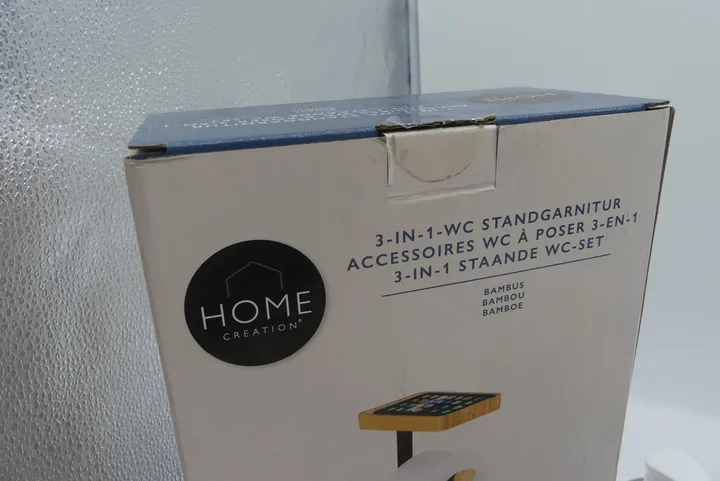 3-IN-1-WC STANDGARNITUR
ACCESSOIRES WC À POSER 3-EN-1
3-IN-1 STAANDE WC-SET
BAMBUS
BAMBOU
BAMBOE
HOME
CREATION®